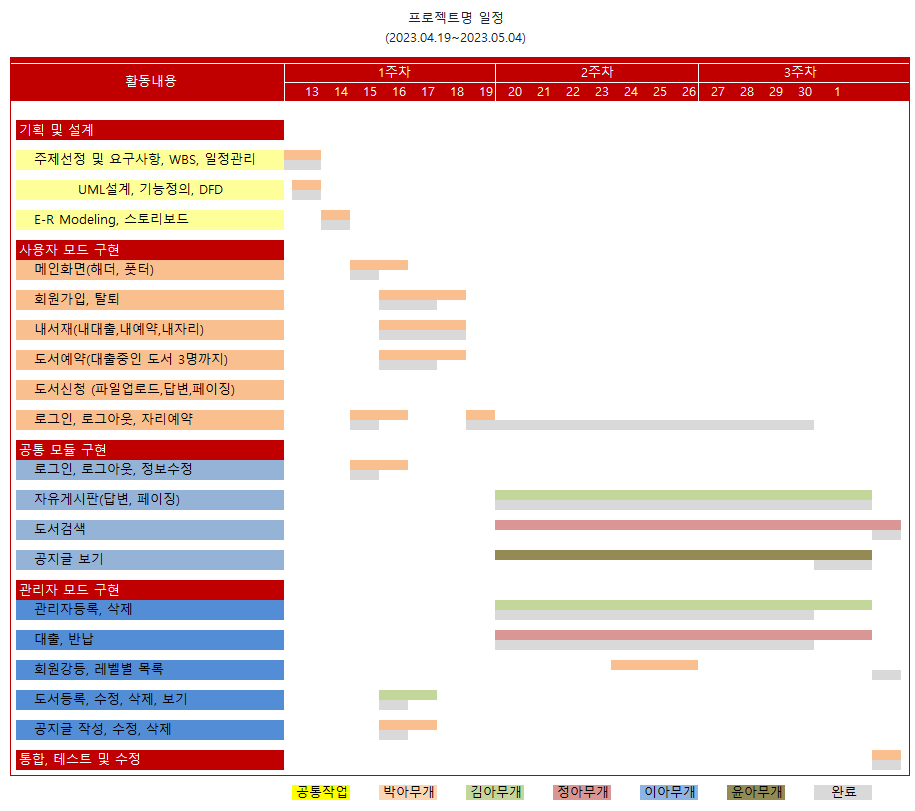 프로젝트명 일정
(2023.04.19~2023.05.04)
활동내용
1주차 2주차 3주차
13 14 15 16 17 18 19 20 21 22 23 24 25 26 27 28 29 30 1
기획 및 설계
주제선정 및 요구사항, WBS, 일정관리
UML설계, 기능정의, DFD
E-R Modeling, 스토리보드
사용자 모드 구현
메인화면(해더, 풋터)
회원가입, 탈퇴
내서재(내대출,내예약,내자리)
도서예약(대출중인 도서 3명까지)
도서신청 (파일업로드,답변,페이징)
로그인, 로그아웃, 자리예약
공통 모듈 구현
로그인, 로그아웃, 정보수정
자유게시판(답변, 페이징)
도서검색
공지글 보기
관리자 모드 구현
관리자등록, 삭제
대출, 반납
회원강등, 레벨별 목록
도서등록, 수정, 삭제, 보기
공지글 작성, 수정, 삭제
통합, 테스트 및 수정
공통작업 박아무개 김아무개 정아무개 이아무개 윤아무개 완료